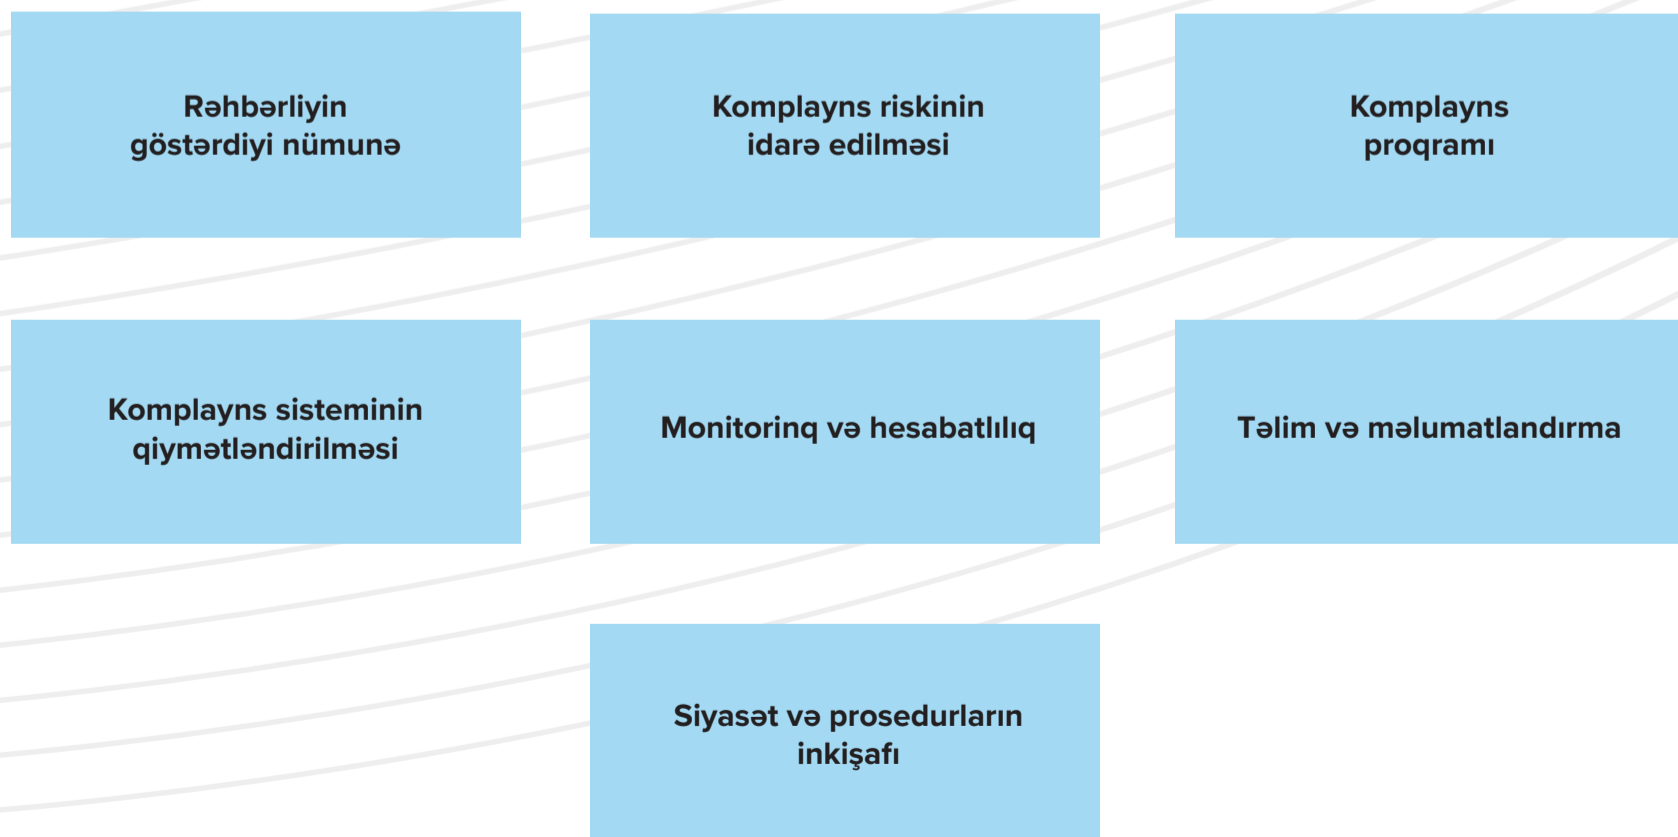 Rəhbərliyin
göstərdiyi nümunə
Komplayns riskinin
idarə edilməsi
Komplayns
proqramı
Komplayns sisteminin
qiymətləndirilməsi
Monitorinq və hesabatlılıq
Təlim və məlumatlandırma
Siyasət və prosedurların
inkişafı